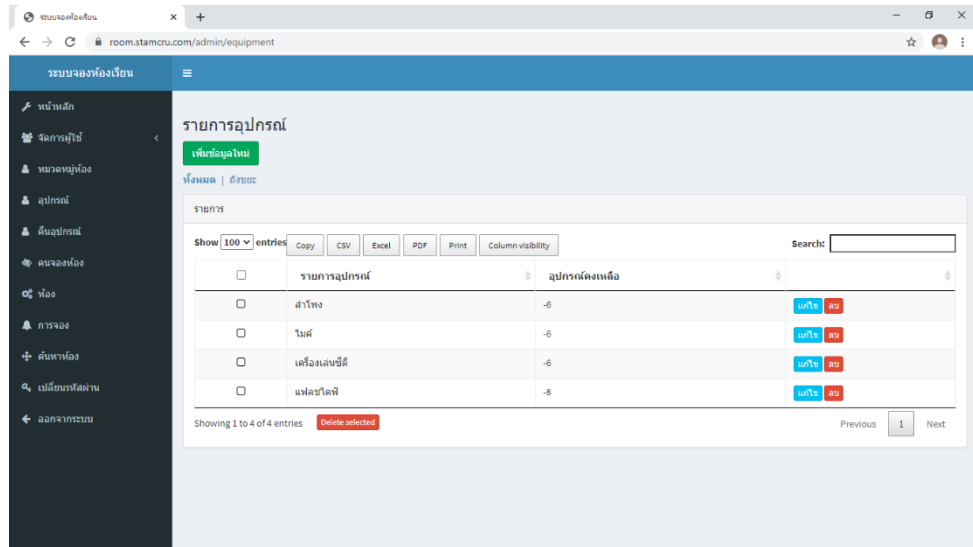 ระบบจองห้องเรียน
room.stamcru.com/admin/equipment
ระบบจองห้องเรียน
หน้าหลัก
จัดการผู้ใช้
หมวดหมู่ห้อง
อุปกรณ์
คืนอุปกรณ์
คนจองห้อง
ห้อง
การจอง
ค้นหาห้อง
เปลี่ยนรหัสผ่าน
ออกจากระบบ
รายการอุปกรณ์
เพิ่มข้อมูลใหม่
ทั้งหมด | ถังขยะ
รายการ
Show 100 entries Copy CSV Excel PDF Print Column visibility Search:
รายการอุปกรณ์ อุปกรณ์คงเหลือ
ลำโพง -6 แก้ไข ลบ
ไมค์ -6 แก้ไข ลบ
เครื่องเล่นซีดี -6 แก้ไข ลบ
แฟลชไดฟ์ -8 แก้ไข ลบ
Showing 1 to 4 of 4 entries Delete selected Previous 1 Next